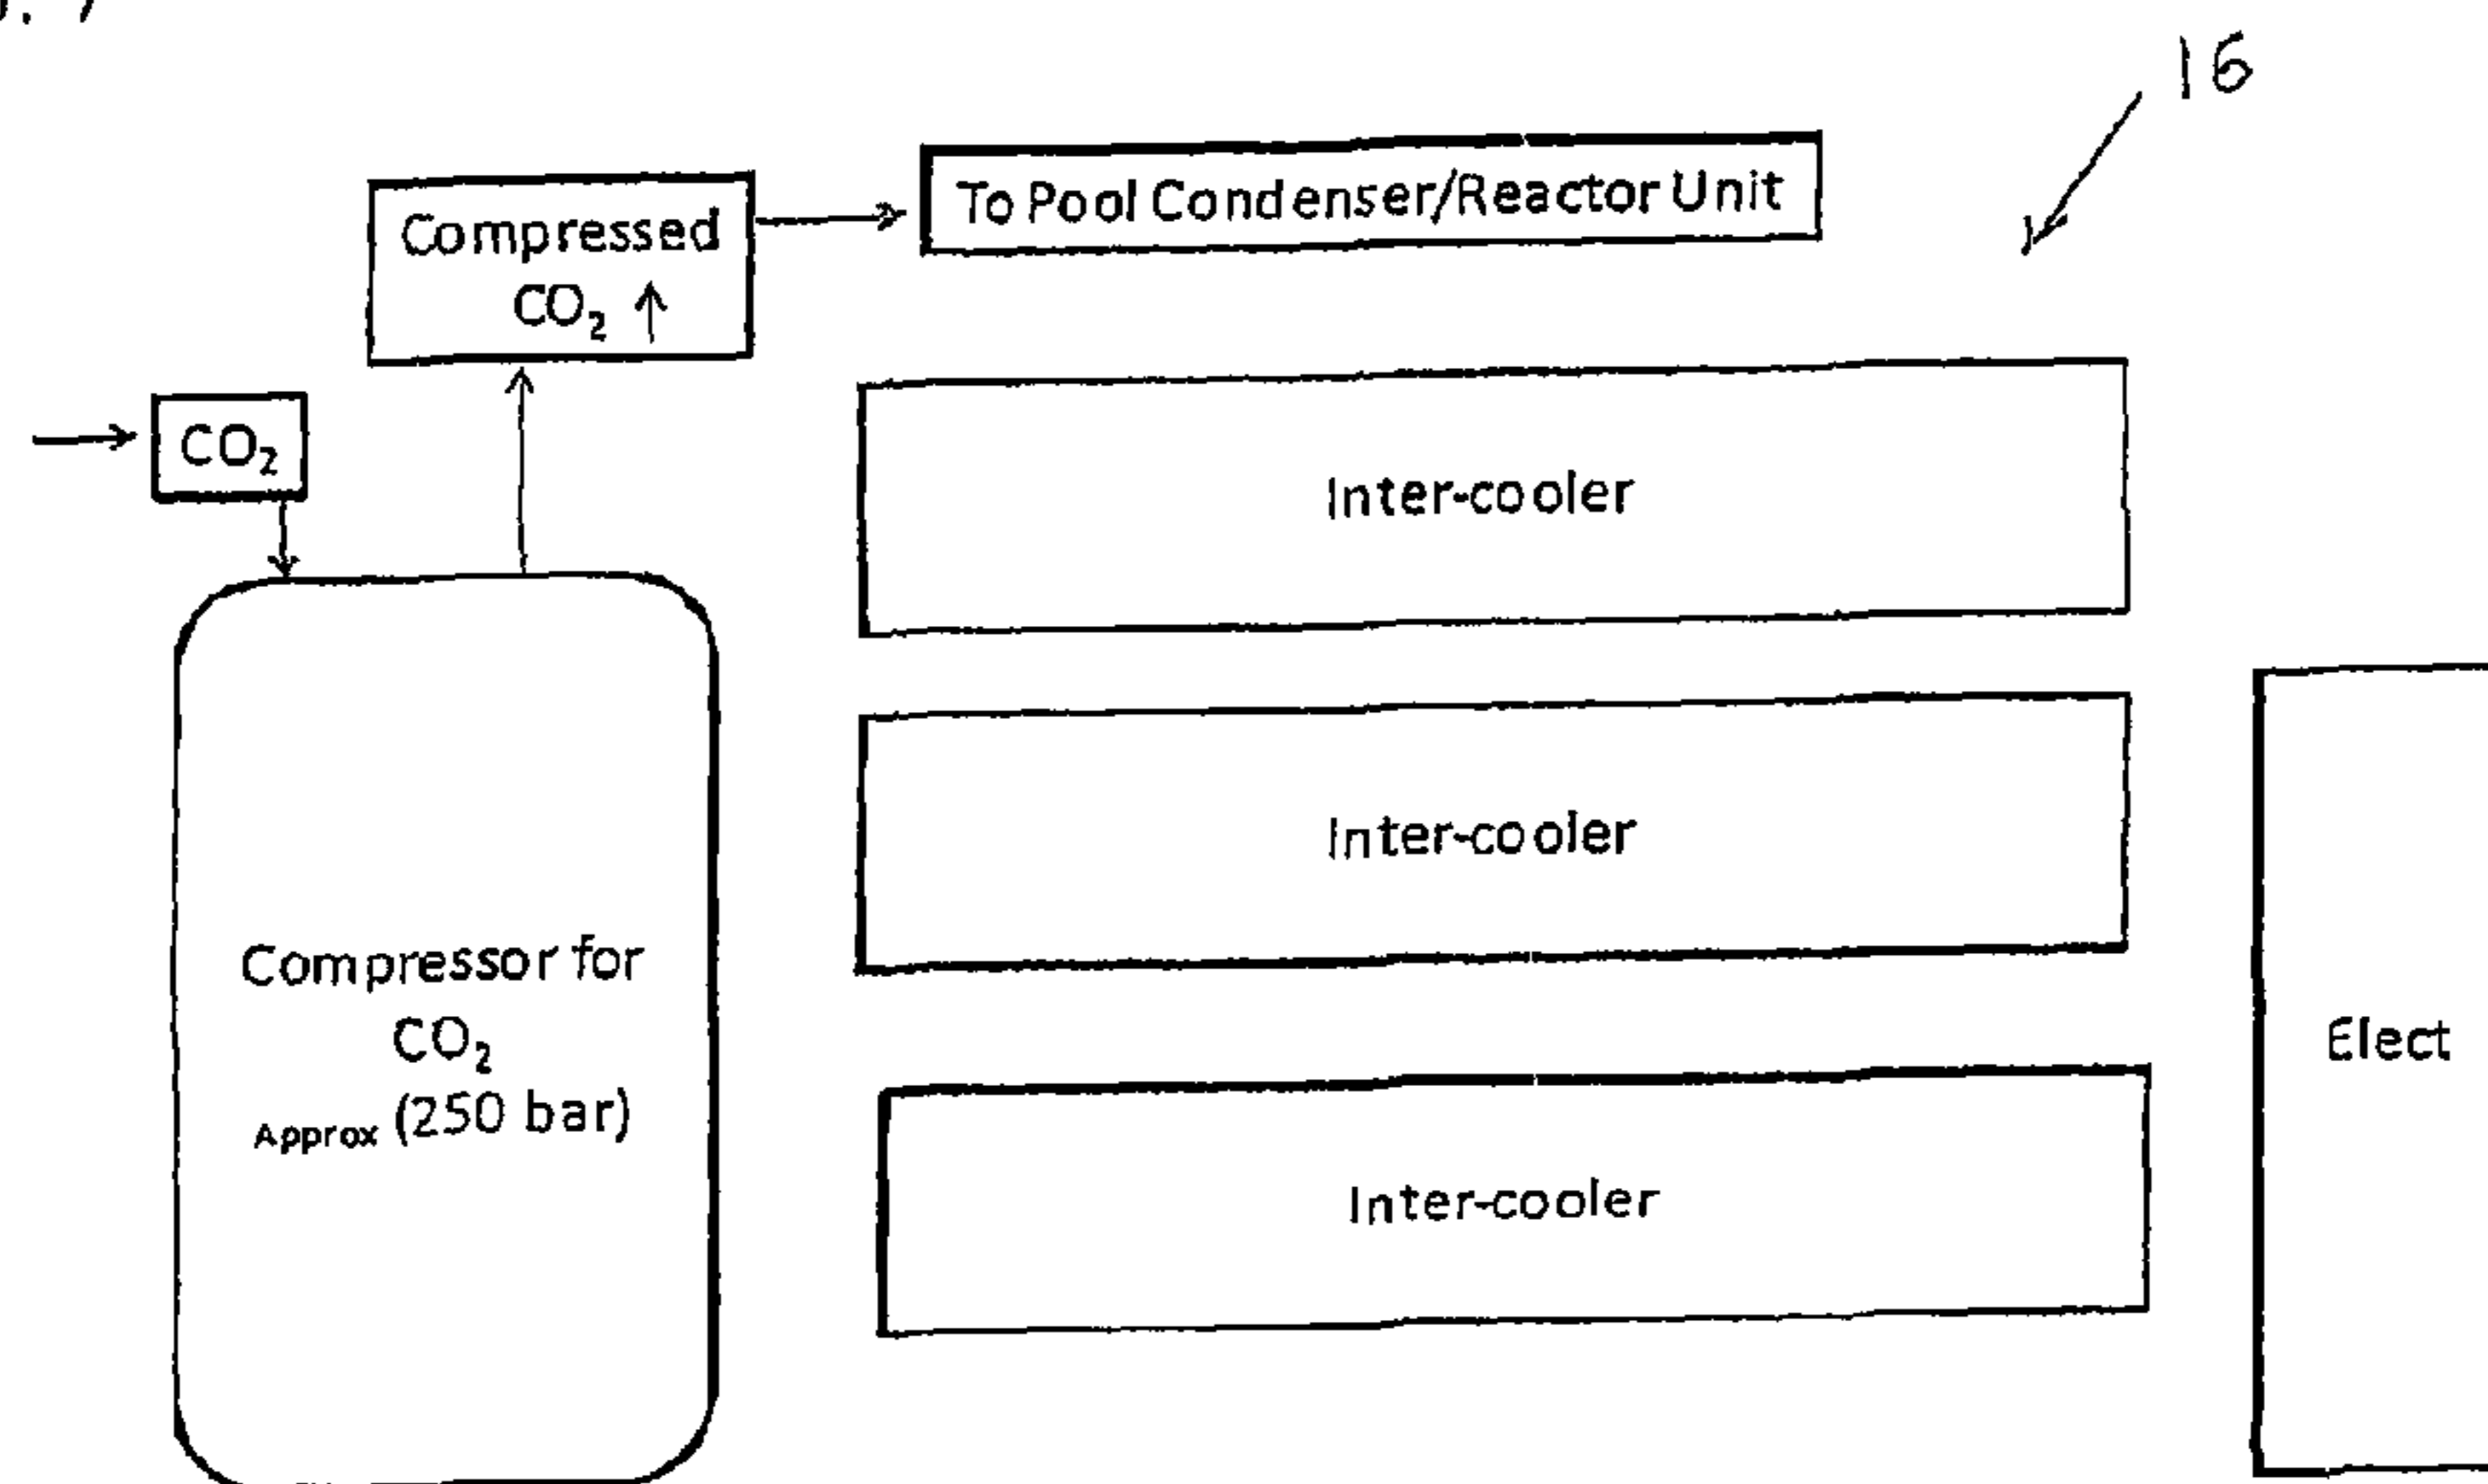 16
To Pool Condenser/Reactor Unit
Compressed
CO₂ ↑
CO₂
Inter-cooler
Inter-cooler
Compressor for
CO₂
Approx (250 bar)
Elect
Inter-cooler